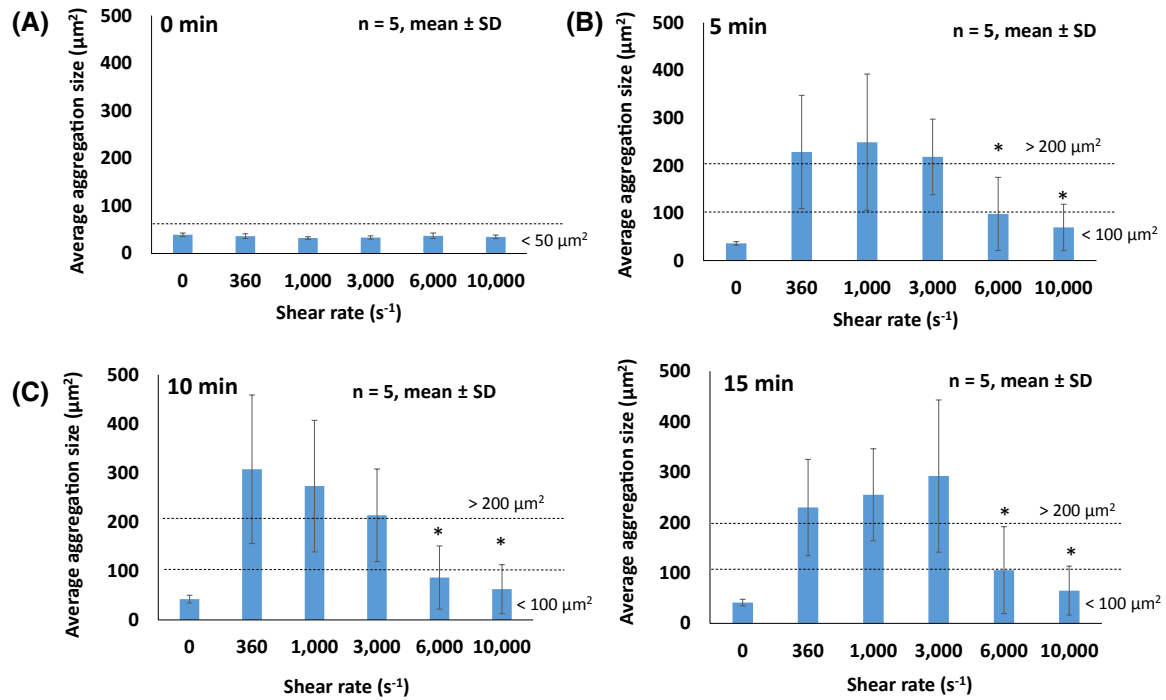 (A)
0 min
n = 5, mean ± SD
Average aggregation size (µm²)
500
400
300
200
100
0
< 50 µm²
0 360 1,000 3,000 6,000 10,000
Shear rate (s⁻¹)
(B)
5 min
n = 5, mean ± SD
Average aggregation size (µm²)
500
400
300
200
100
0
*
> 200 µm²
*
< 100 µm²
0 360 1,000 3,000 6,000 10,000
Shear rate (s⁻¹)
(C)
10 min
n = 5, mean ± SD
Average aggregation size (µm²)
500
400
300
200
100
0
> 200 µm²
* *
< 100 µm²
0 360 1,000 3,000 6,000 10,000
Shear rate (s⁻¹)
15 min
n = 5, mean ± SD
Average aggregation size (µm²)
500
400
300
200
100
0
> 200 µm²
*
*
< 100 µm²
0 360 1,000 3,000 6,000 10,000
Shear rate (s⁻¹)